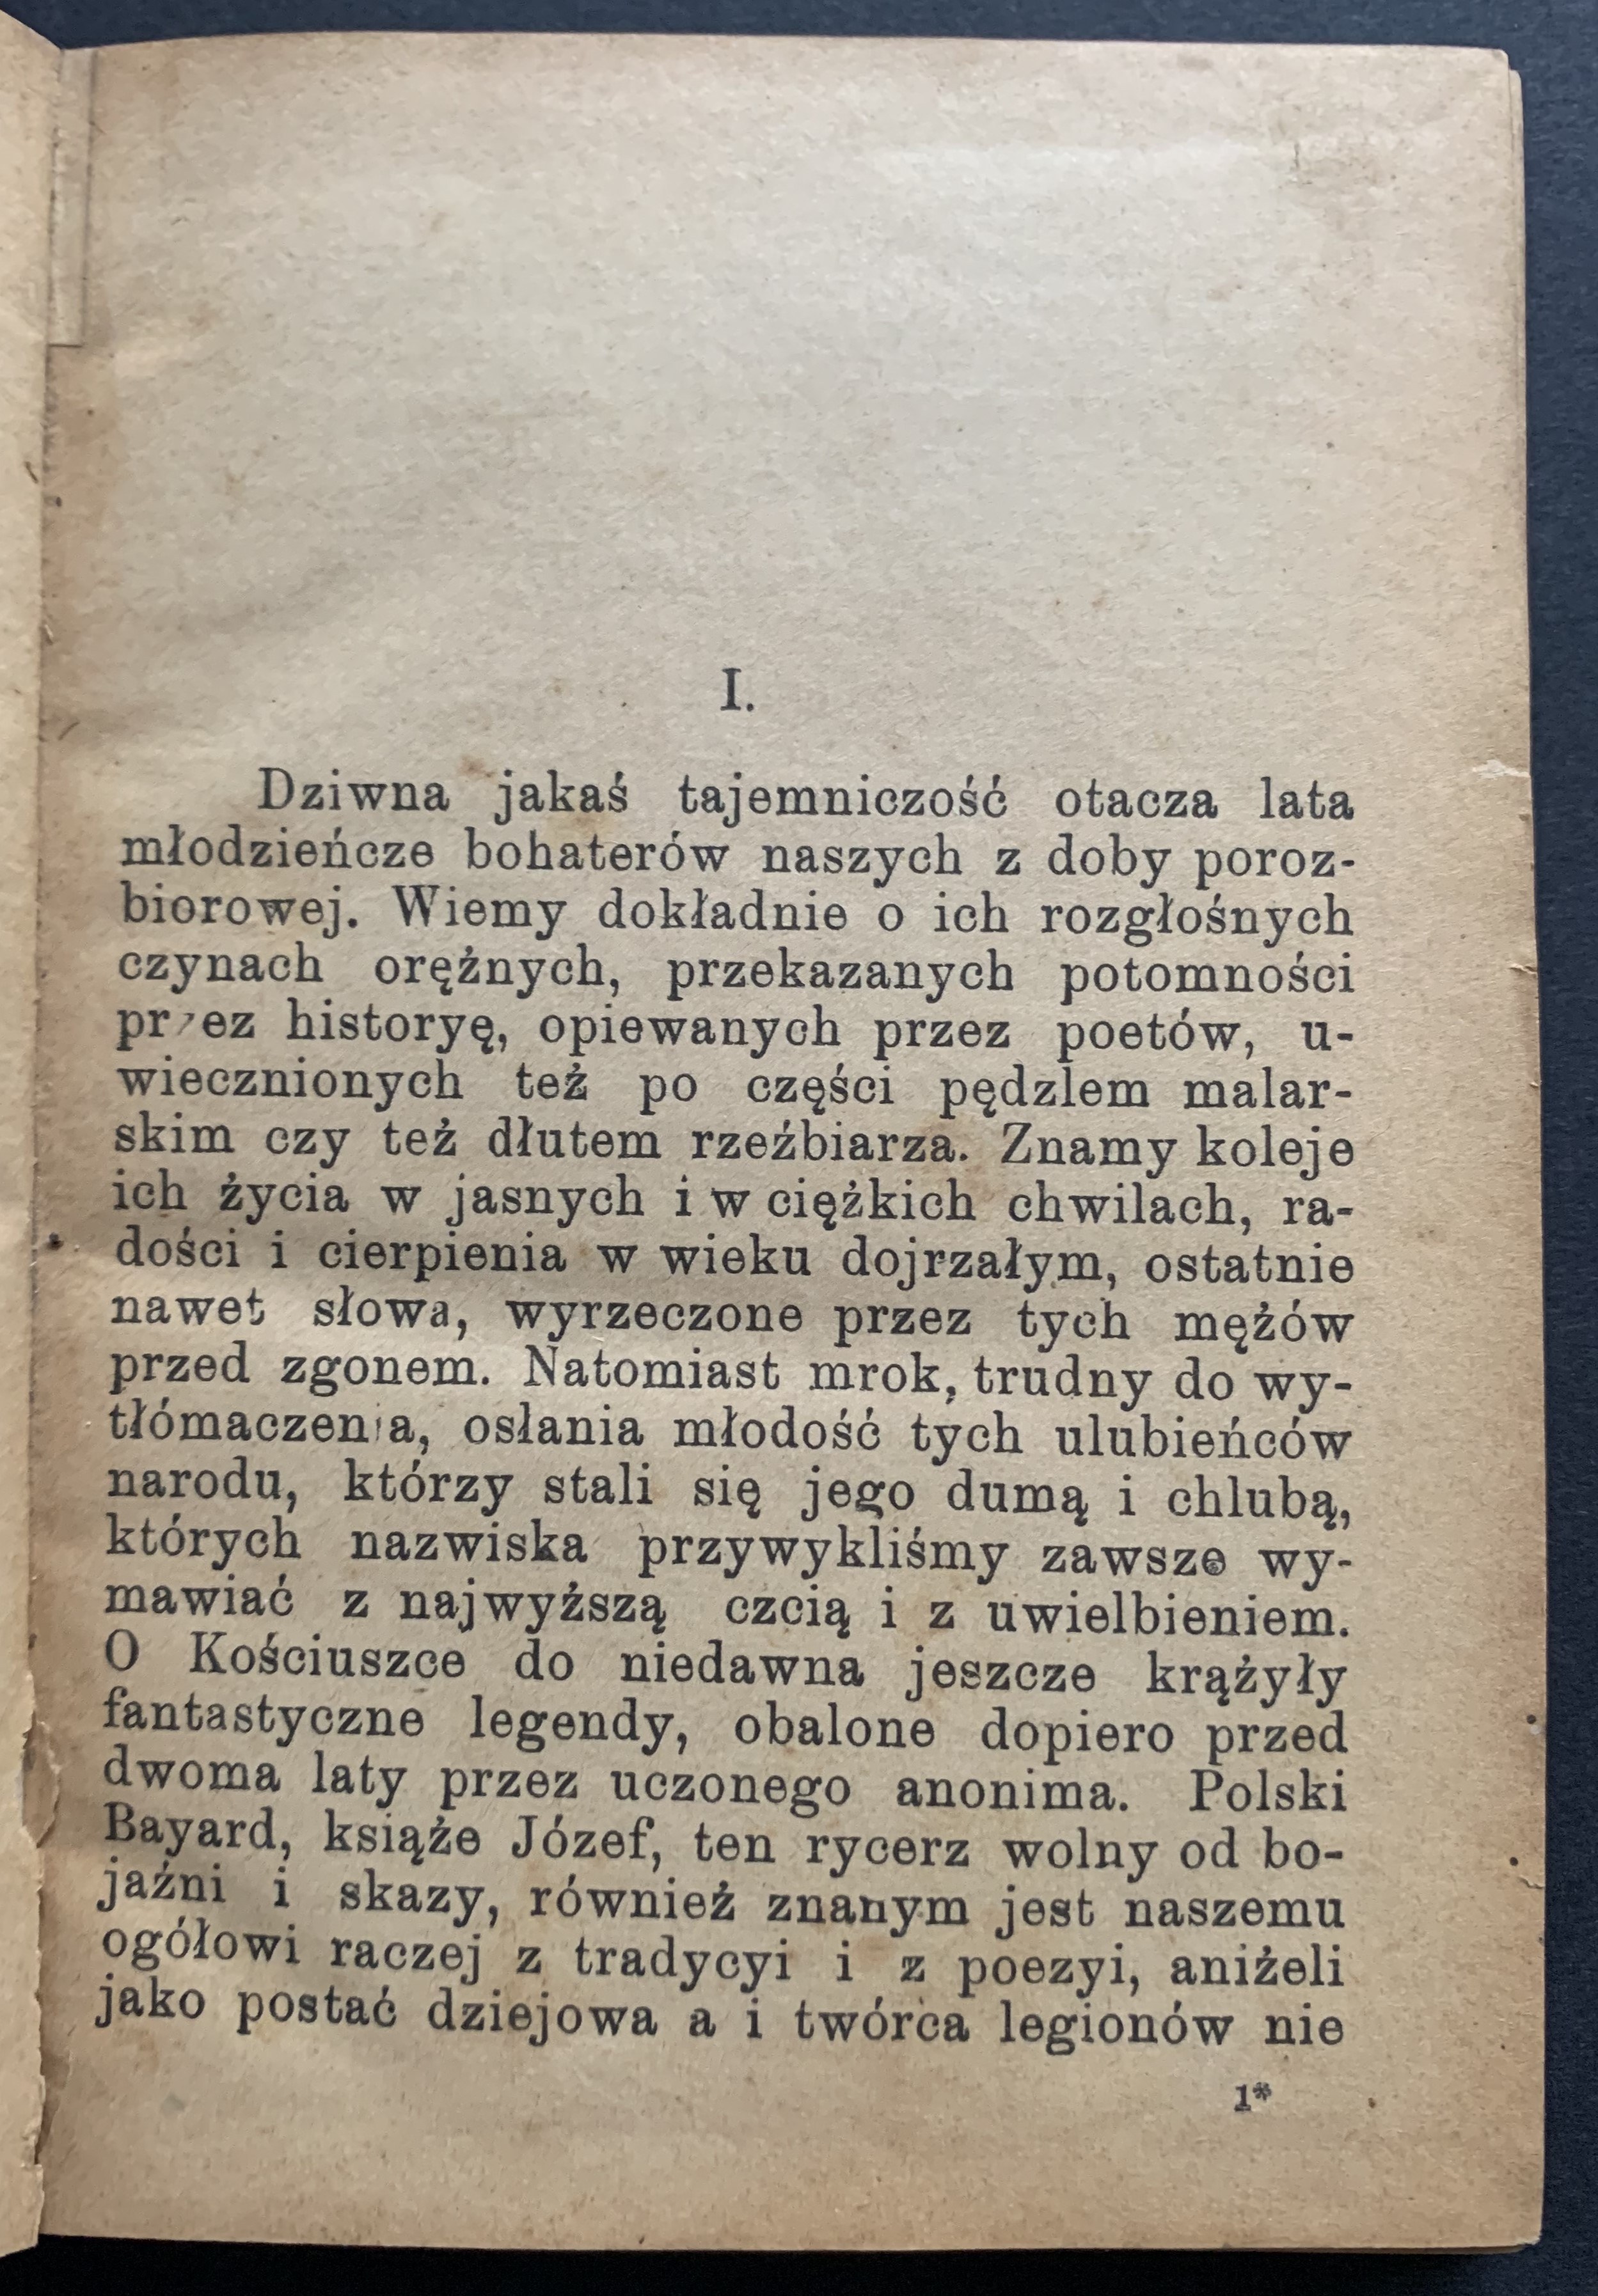 I.
Dziwna jakaś tajemniczość otacza lata
młodzieńcze bohaterów naszych z doby poroz-
biorowej. Wiemy dokładnie o ich rozgłośnych
czynach orężnych, przekazanych potomności
przez historyę, opiewanych przez poetów, u-
wiecznionych też po części pędzlem malar-
skim czy też dłutem rzeźbiarza. Znamy koleje
ich życia w jasnych i w ciężkich chwilach, ra-
dości i cierpienia w wieku dojrzałym, ostatnie
nawet słowa, wyrzeczone przez tych mężów
przed zgonem. Natomiast mrok, trudny do wy-
tłómaczenia, osłania młodość tych ulubieńców
narodu, którzy stali się jego dumą i chlubą,
których nazwiska przywykliśmy zawsze wy-
mawiać z najwyższą czcią i z uwielbieniem.
O Kościuszce do niedawna jeszcze krążyły
fantastyczne legendy, obalone dopiero przed
dwoma laty przez uczonego anonima. Polski
Bayard, książe Józef, ten rycerz wolny od bo-
jaźni i skazy, również znanym jest naszemu
ogółowi raczej z tradycyi i z poezyi, aniżeli
jako postać dziejowa a i twórca legionów nie
1*